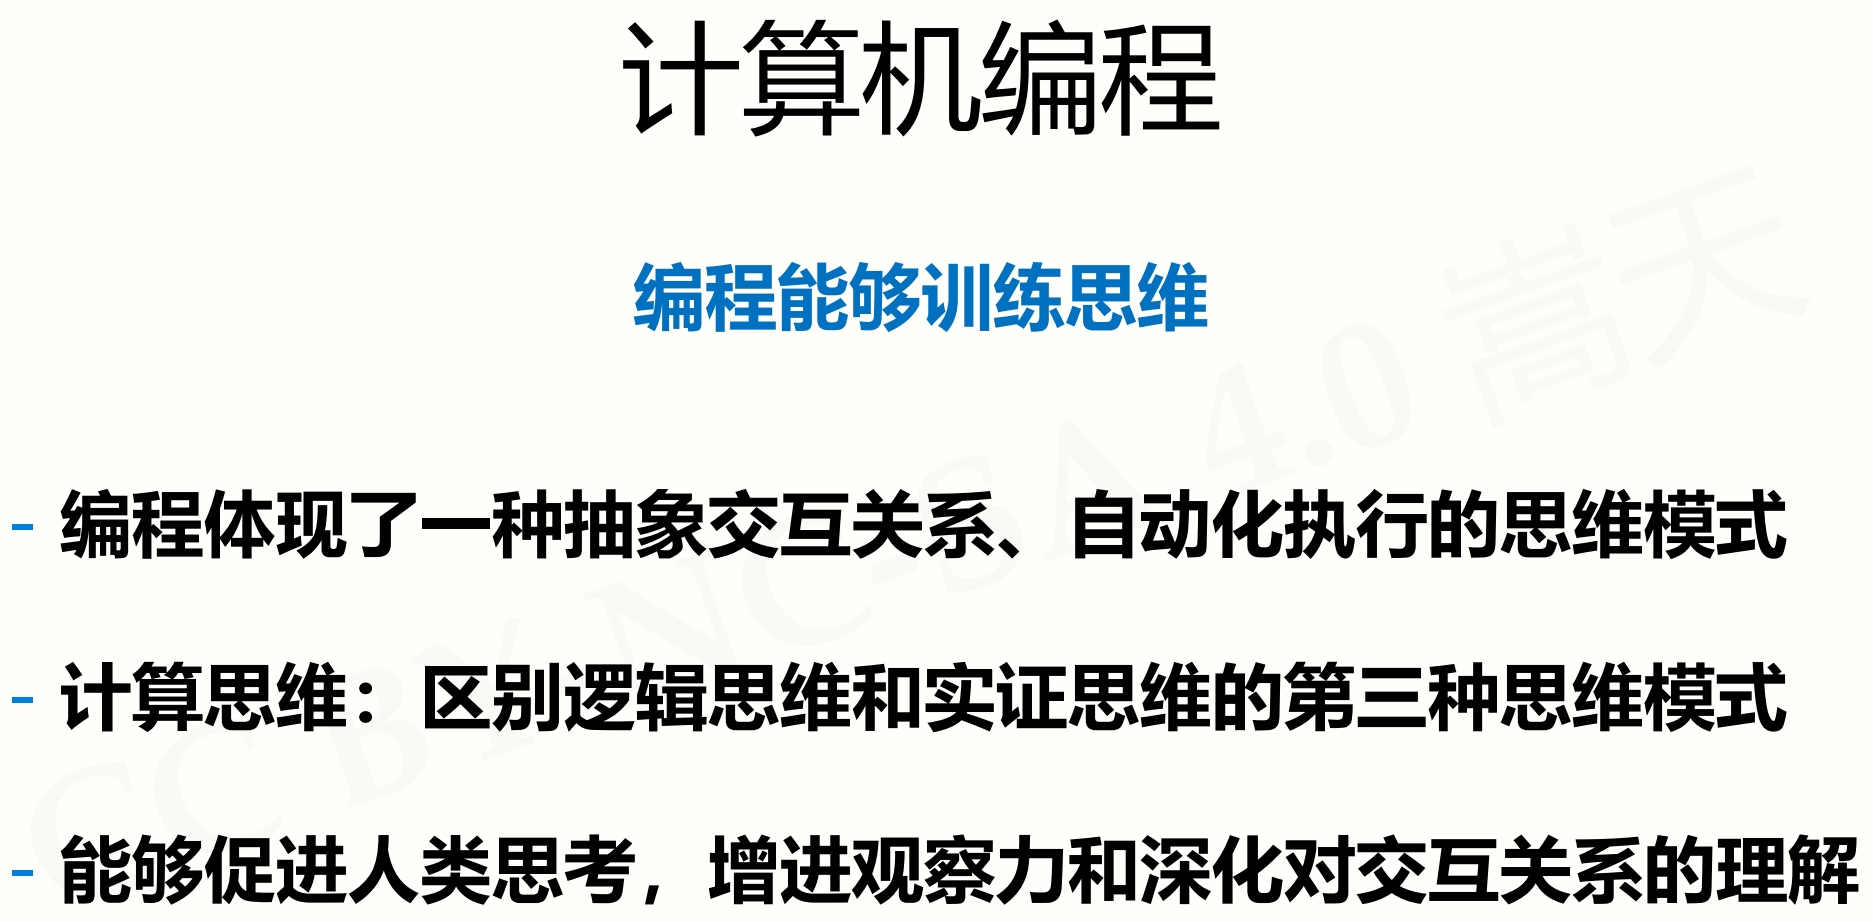 计算机编程
编程能够训练思维
- 编程体现了一种抽象交互关系、自动化执行的思维模式
- 计算思维：区别逻辑思维和实证思维的第三种思维模式
- 能够促进人类思考，增进观察力和深化对交互关系的理解
CC BY-NC-SA 4.0 嵩天